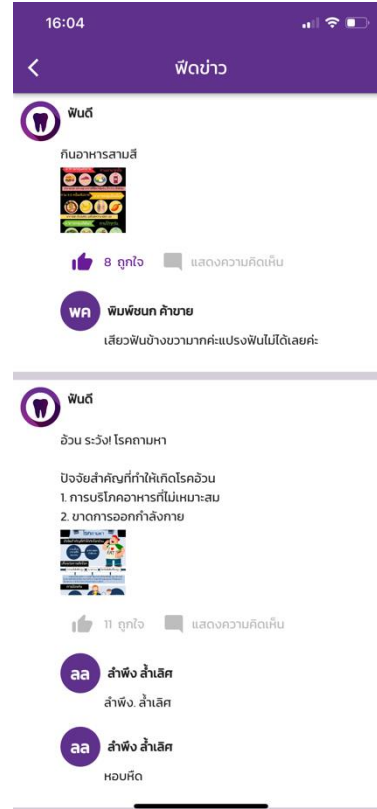 16:04
ฟีดข่าว
ฟันดี
กินอาหารสามสี
8 ถูกใจ แสดงความคิดเห็น
พค พิมพ์ชนก ค้าขาย
เสียวฟันข้างขวามากค่ะแปรงฟันไม่ได้เลยค่ะ
ฟันดี
อ้วน ระวัง! โรคถามหา
ปัจจัยสำคัญที่ทำให้เกิดโรคอ้วน
1. การบริโภคอาหารที่ไม่เหมาะสม
2. ขาดการออกกำลังกาย
11 ถูกใจ แสดงความคิดเห็น
ลล ลำพึง ล้ำเลิศ
ลำพึง. ล้ำเลิศ
ลล ลำพึง ล้ำเลิศ
หอบหืด